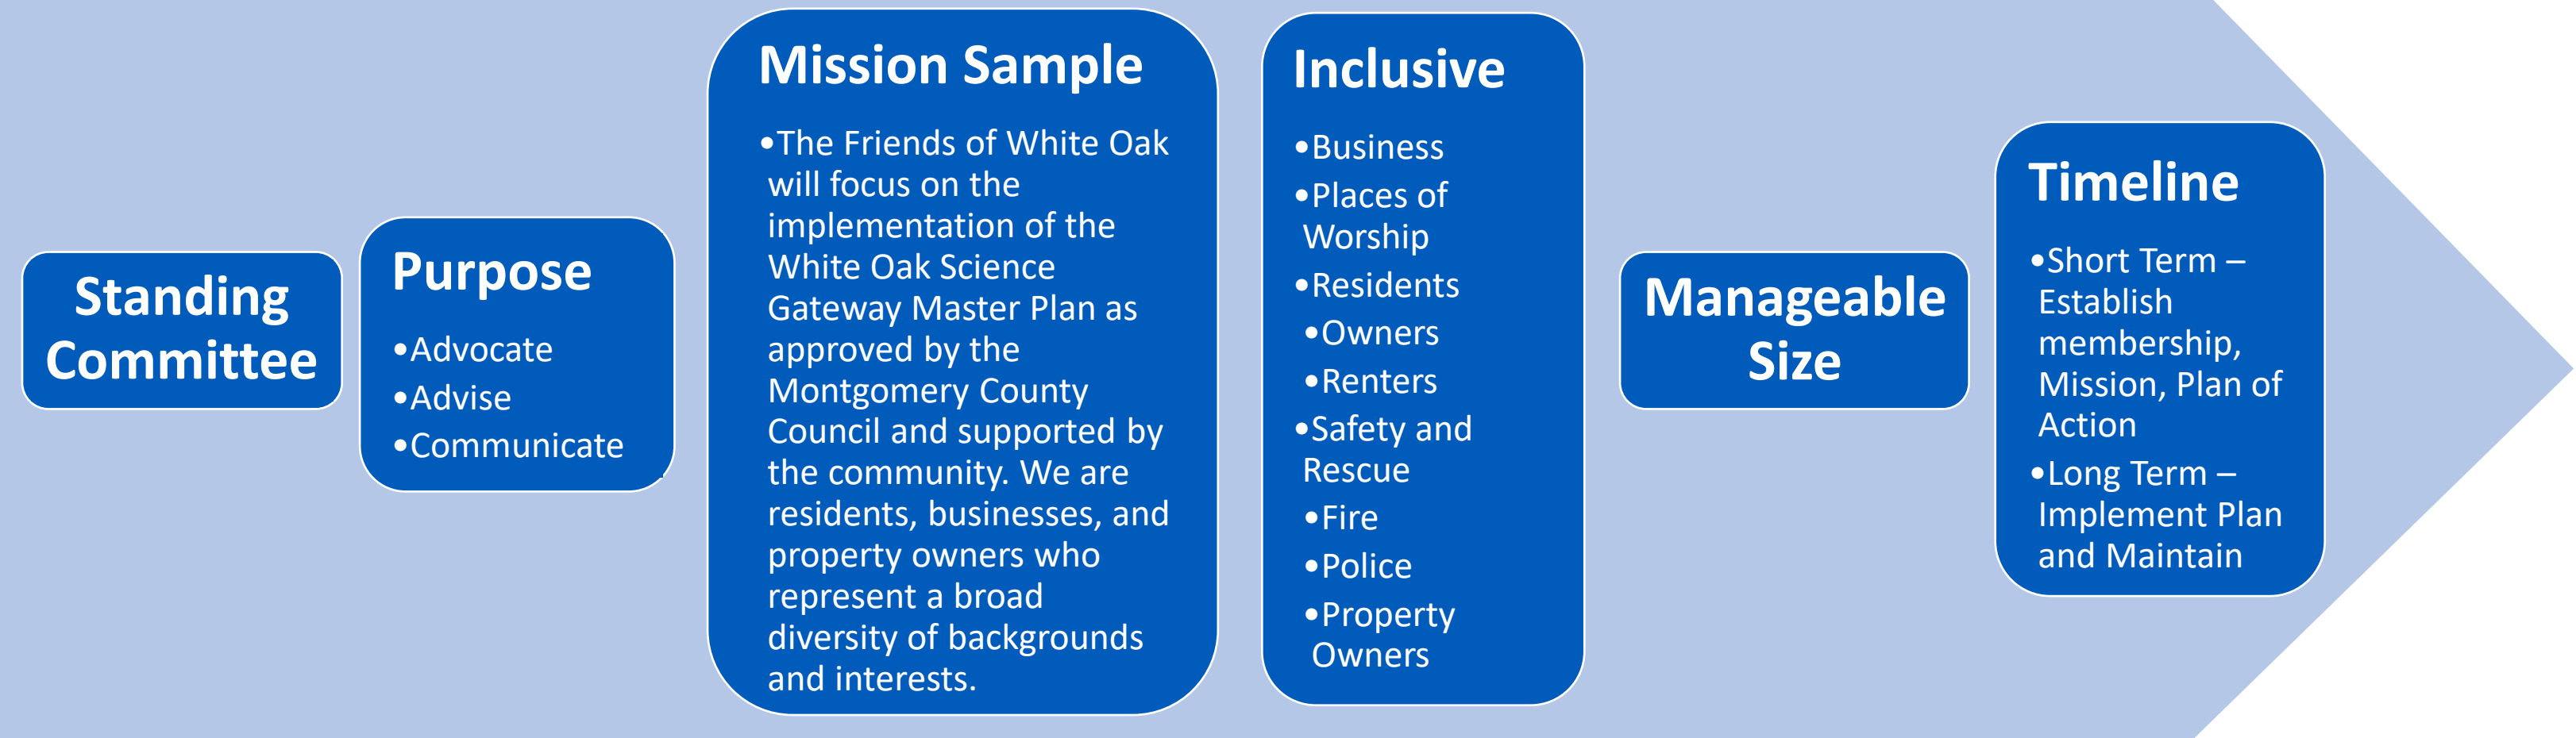 Standing
Committee
Purpose
•Advocate
•Advise
•Communicate
Mission Sample
•The Friends of White Oak
will focus on the
implementation of the
White Oak Science
Gateway Master Plan as
approved by the
Montgomery County
Council and supported by
the community. We are
residents, businesses, and
property owners who
represent a broad
diversity of backgrounds
and interests.
Inclusive
•Business
•Places of
Worship
•Residents
•Owners
•Renters
•Safety and
Rescue
•Fire
•Police
•Property
Owners
Manageable
Size
Timeline
•Short Term –
Establish
membership,
Mission, Plan of
Action
•Long Term –
Implement Plan
and Maintain